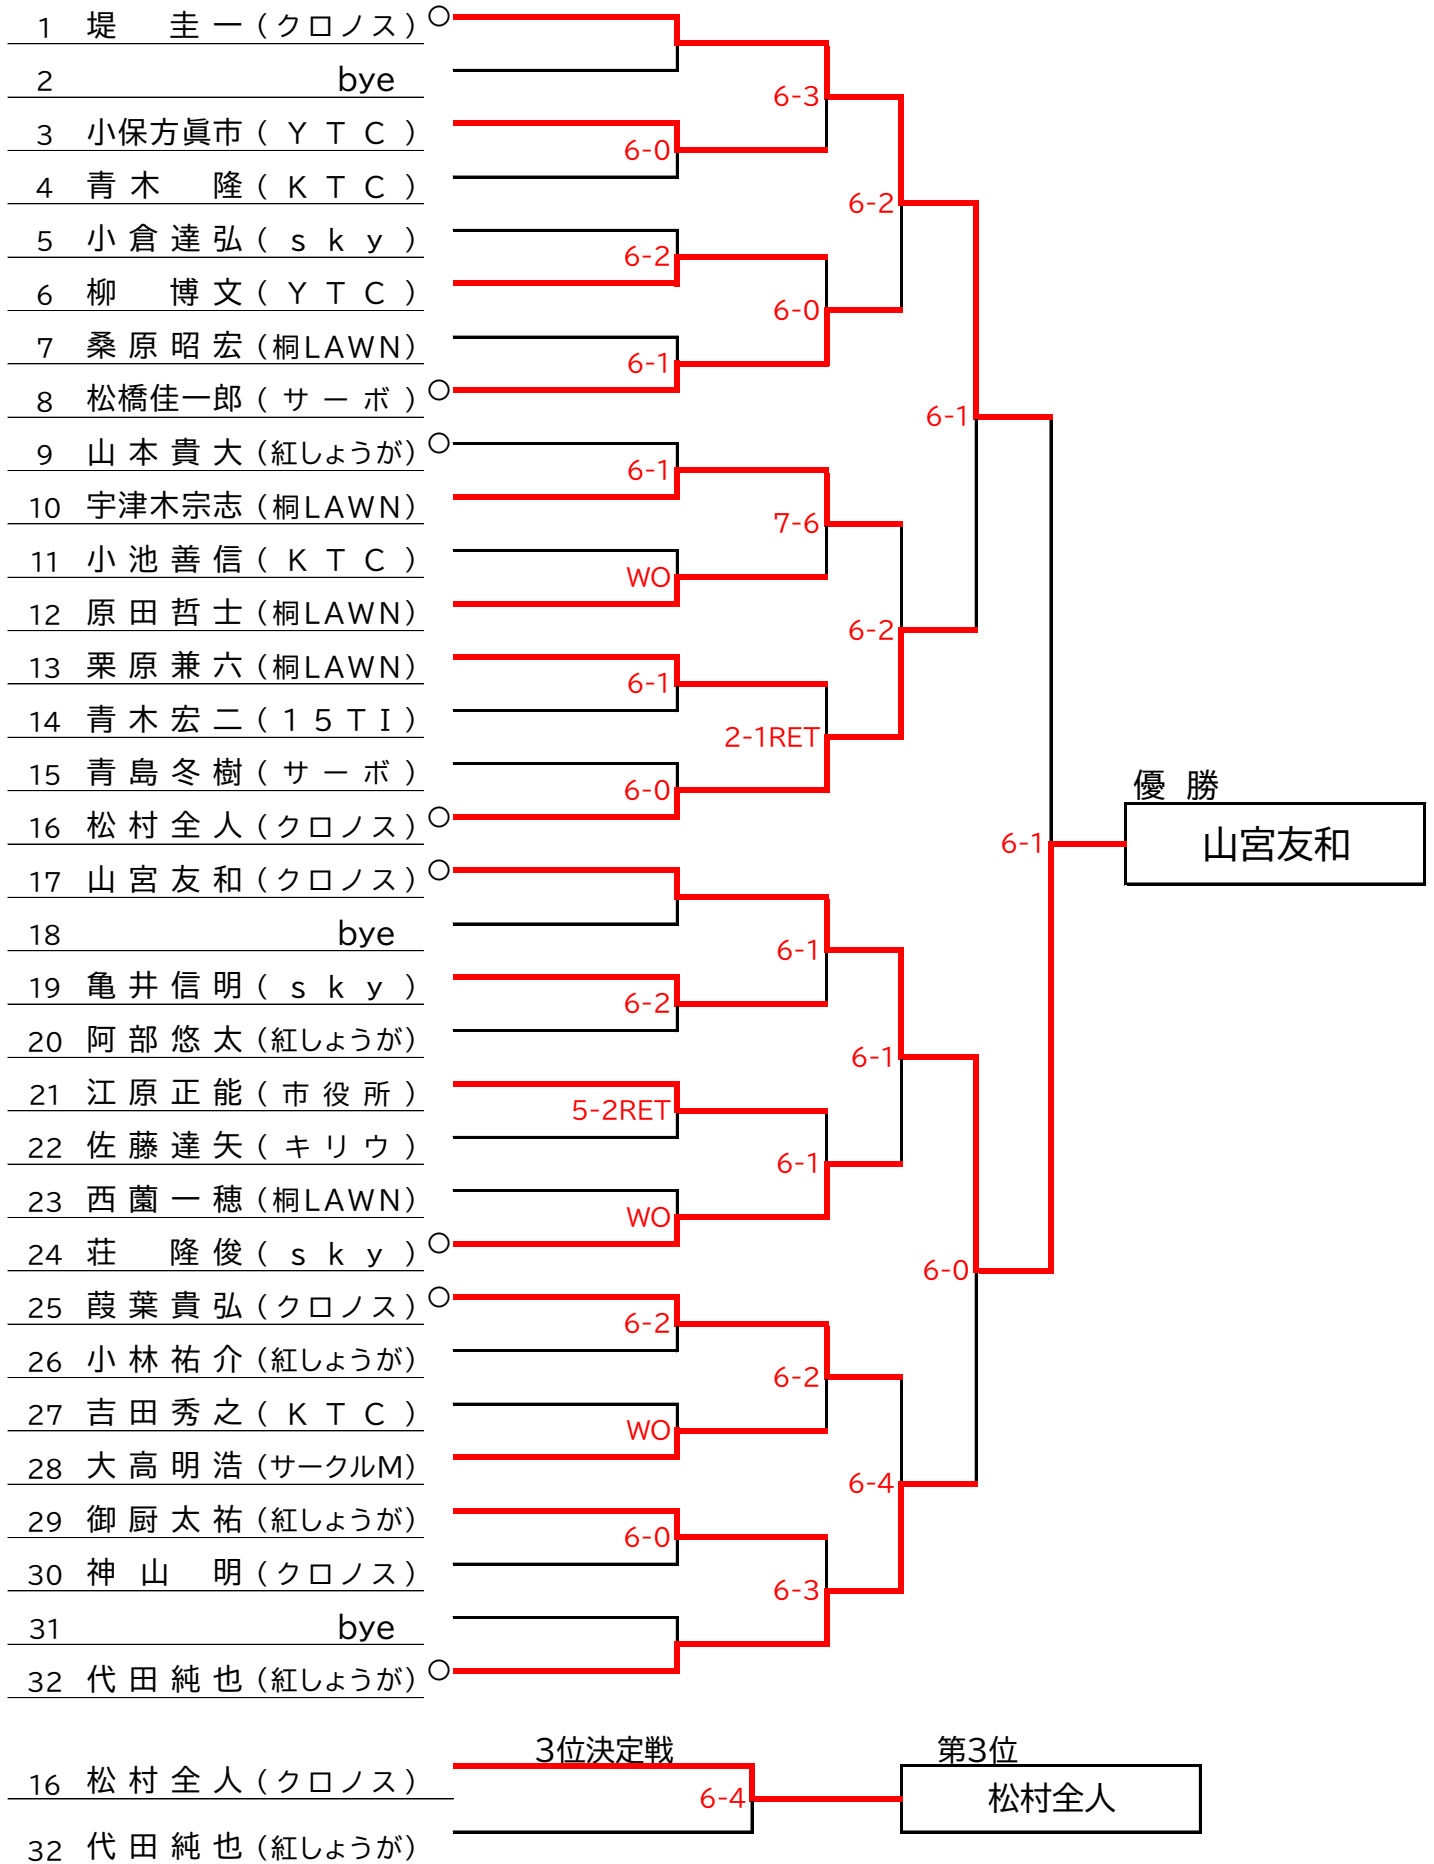 1 堤 圭一(クロノス) ○
2 bye
6-3
3 小保方眞市(YTC)
6-0
4 青木 隆(KTC)
6-2
5 小倉達弘(sky)
6-2
6 柳 博文(YTC)
6-0
7 桑原昭宏(桐LAWN)
6-1
8 松橋佳一郎(サーボ) ○
6-1
9 山本貴大(紅しょうが) ○
6-1
10 宇津木宗志(桐LAWN)
7-6
11 小池善信(KTC)
WO
12 原田哲士(桐LAWN)
6-2
13 栗原兼六(桐LAWN)
6-1
14 青木宏二(15TI)
2-1RET
15 青島冬樹(サーボ)
6-0
優勝
16 松村全人(クロノス) ○
6-1 山宮友和
17 山宮友和(クロノス) ○
18 bye
6-1
19 亀井信明(sky)
6-2
20 阿部悠太(紅しょうが)
6-1
21 江原正能(市役所)
5-2RET
22 佐藤達矢(キリウ)
6-1
23 西薗一穂(桐LAWN)
WO
24 荘 隆俊(sky) ○
6-0
25 葭葉貴弘(クロノス) ○
6-2
26 小林祐介(紅しょうが)
6-2
27 吉田秀之(KTC)
WO
28 大高明浩(サークルM)
6-4
29 御厨太祐(紅しょうが)
6-0
30 神山 明(クロノス)
6-3
31 bye
32 代田純也(紅しょうが) ○
3位決定戦 第3位
16 松村全人(クロノス)
6-4 松村全人
32 代田純也(紅しょうが)